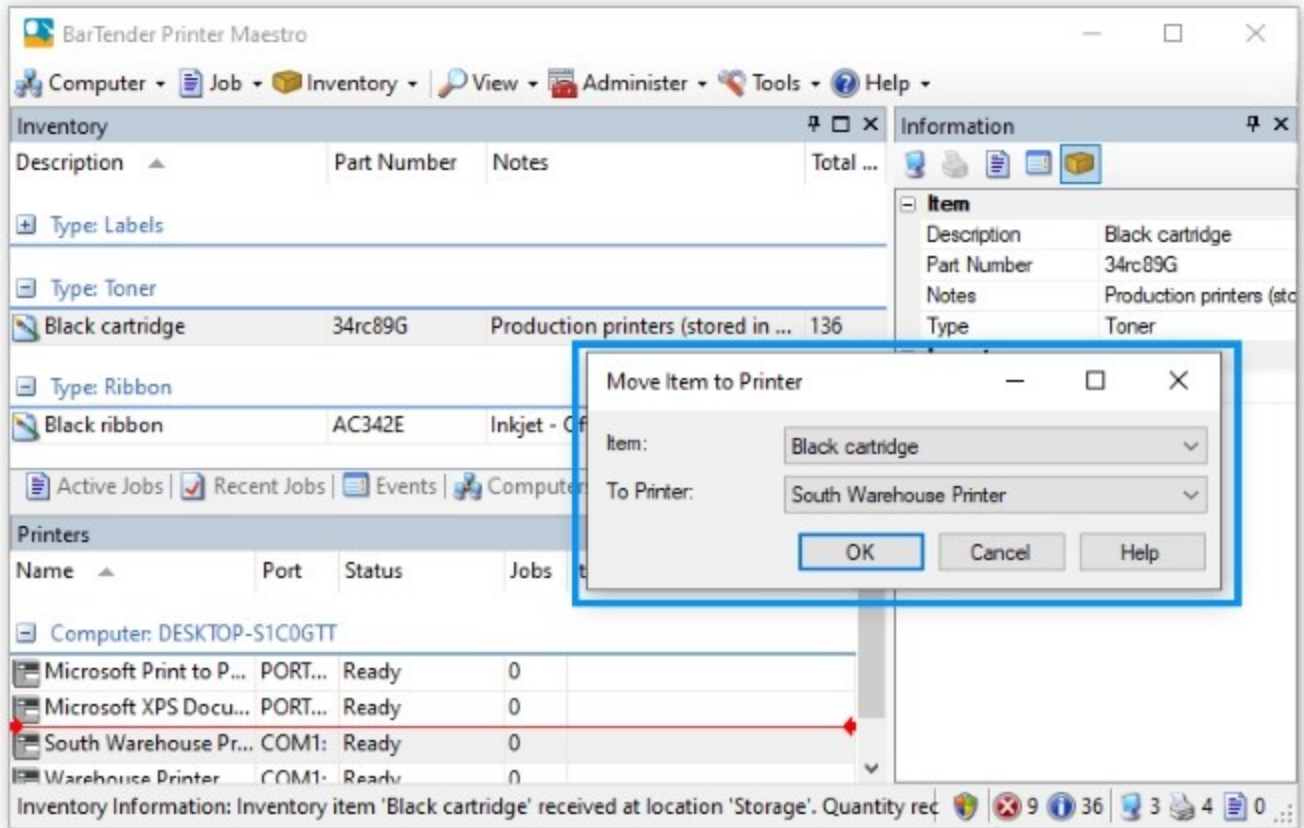 BarTender Printer Maestro
Computer Job Inventory View Administer Tools Help
Inventory
Description Part Number Notes Total ...
Type: Labels
Type: Toner
Black cartridge 34rc89G Production printers (stored in ... 136
Type: Ribbon
Black ribbon AC342E Inkjet -
Active Jobs Recent Jobs Events
Printers
Name Port Status Jobs
Computer: DESKTOP-S1C0GTT
Microsoft Print to P... PORT... Ready 0
Microsoft XPS Docu... PORT... Ready 0
South Warehouse Pr... COM1: Ready 0
Warehouse Printer COM1: Ready 0
Information
Item
Description Black cartridge
Part Number 34rc89G
Notes Production printers
Type Toner
Move Item to Printer
Item: Black cartridge
To Printer: South Warehouse Printer
OK Cancel Help
Inventory Information: Inventory item 'Black cartridge' received at location 'Storage'. Quantity 9 36 3 4 0